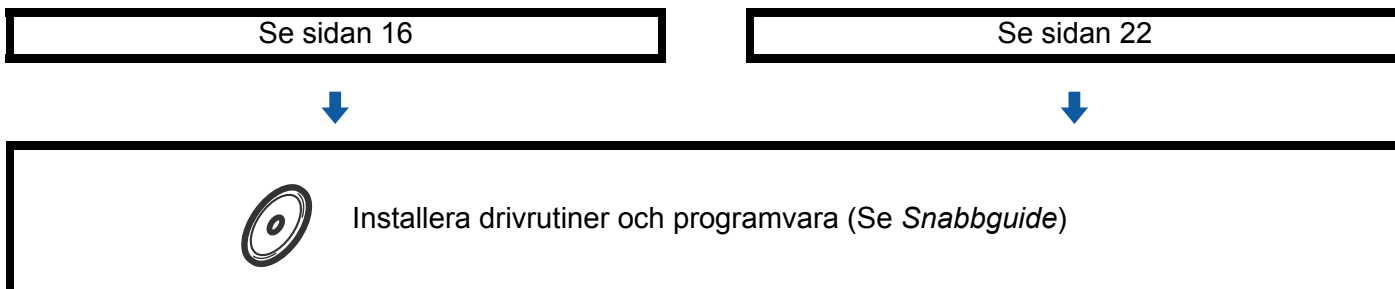 Se sidan 16
Se sidan 22
Installera drivrutiner och programvara (Se Snabbguide)